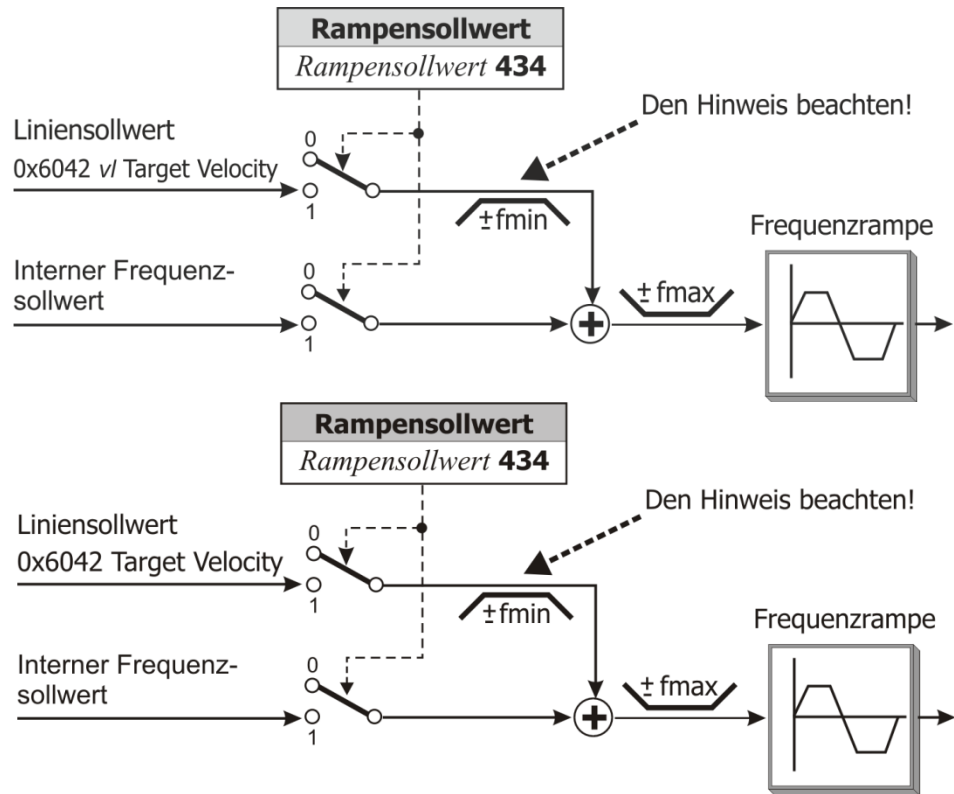 Rampensollwert
Rampensollwert 434
Den Hinweis beachten!
Liniensollwert
0x6042 vl Target Velocity
0
1
±fmin
Frequenzrampe
Interner Frequenz-
sollwert
0
1
+
± fmax
Rampensollwert
Rampensollwert 434
Den Hinweis beachten!
Liniensollwert
0x6042 Target Velocity
0
1
±fmin
Frequenzrampe
Interner Frequenz-
sollwert
0
1
+
± fmax